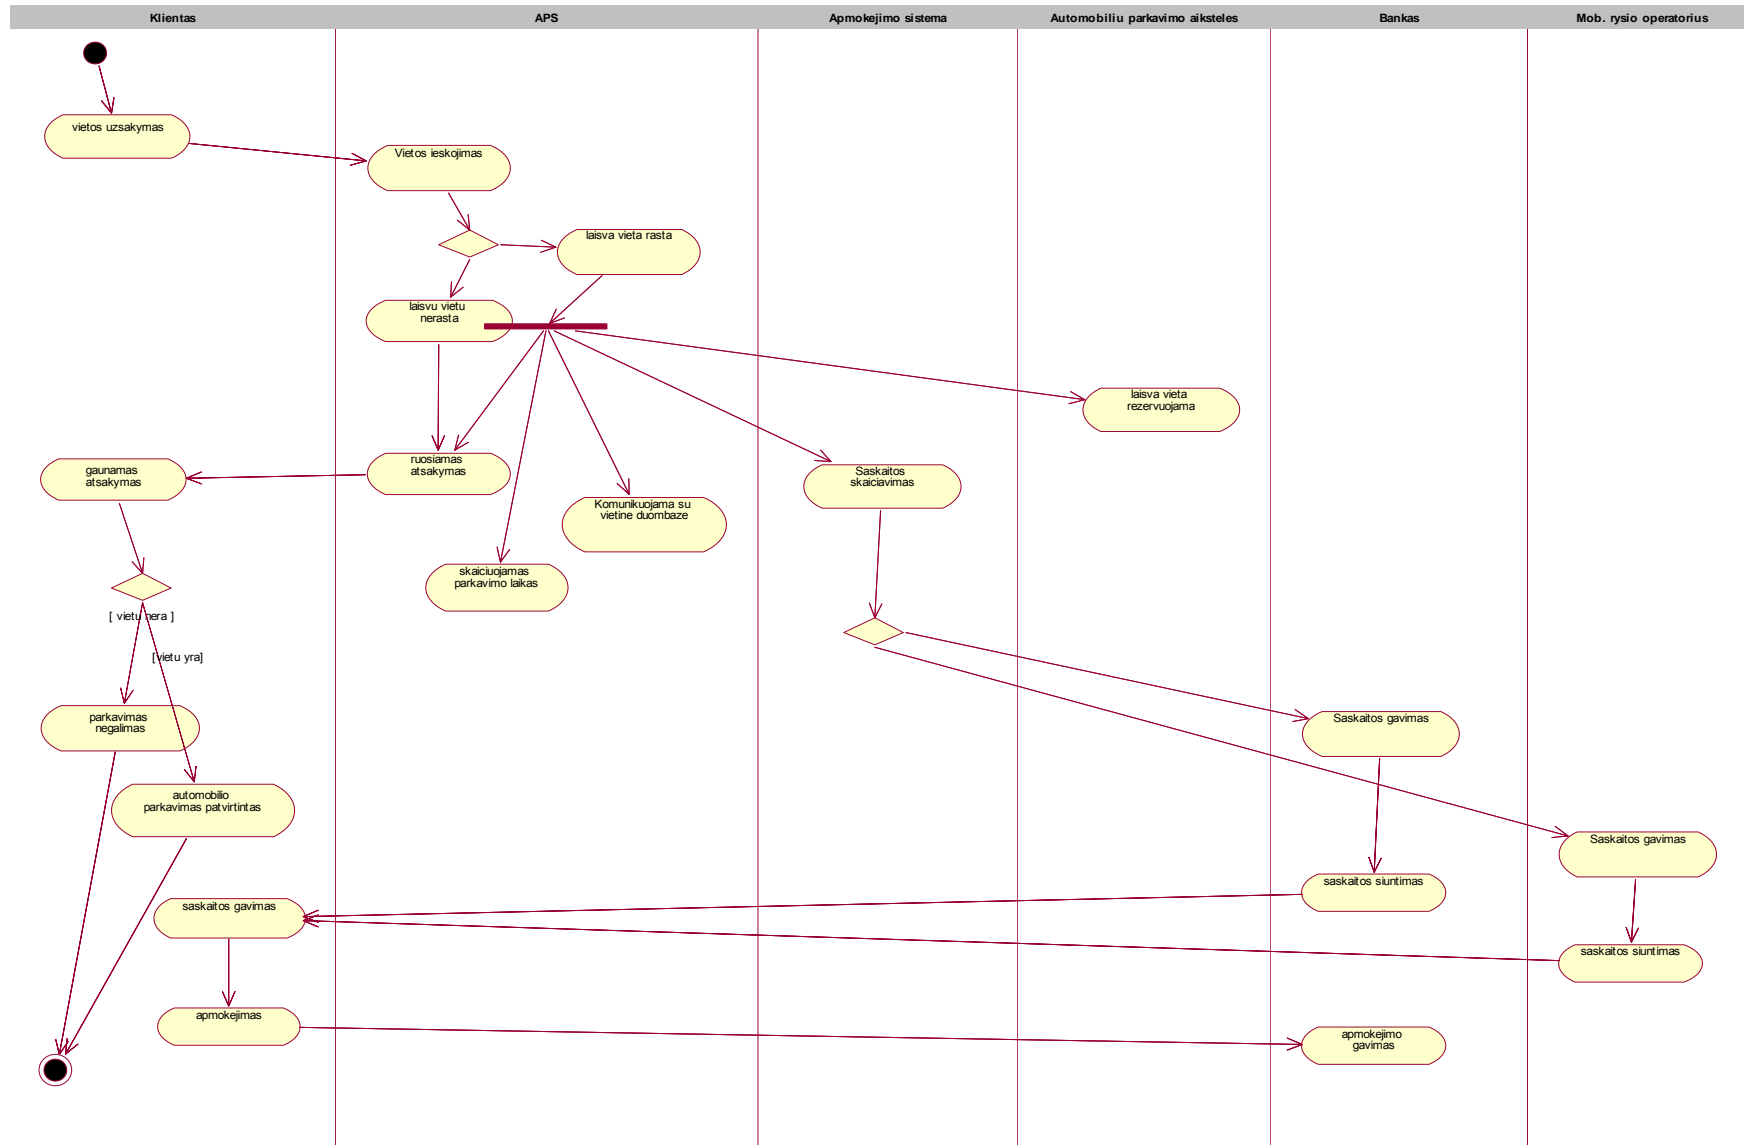 Klientas
APS
Apmokejimo sistema
Automobiliu parkavimo aiksteles
Bankas
Mob. rysio operatorius
vietos uzsakymas
Vietos ieskojimas
laisva vieta rasta
laisvu vietu
nerasta
laisva vieta
rezervuojama
ruosiamas
atsakymas
gaunamas
atsakymas
Saskaitos
skaiciavimas
Komunikuojama su
vietine duombaze
skaiciuojamas
parkavimo laikas
[ vietu nera ]
[vietu yra]
parkavimas
negalimas
Saskaitos gavimas
automobilio
parkavimas patvirtintas
Saskaitos gavimas
saskaitos siuntimas
saskaitos gavimas
saskaitos siuntimas
apmokejimas
apmokejimo
gavimas